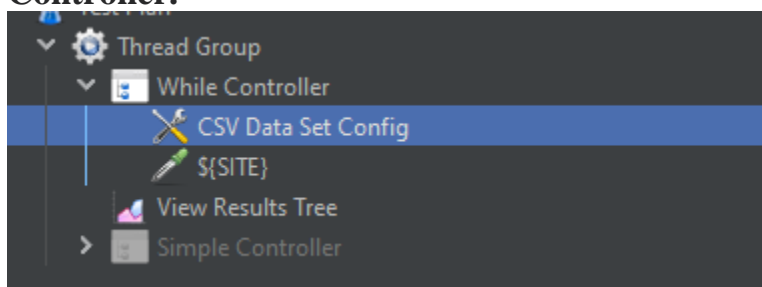 Controller:
Test Plan
Thread Group
While Controller
CSV Data Set Config
${SITE}
View Results Tree
Simple Controller